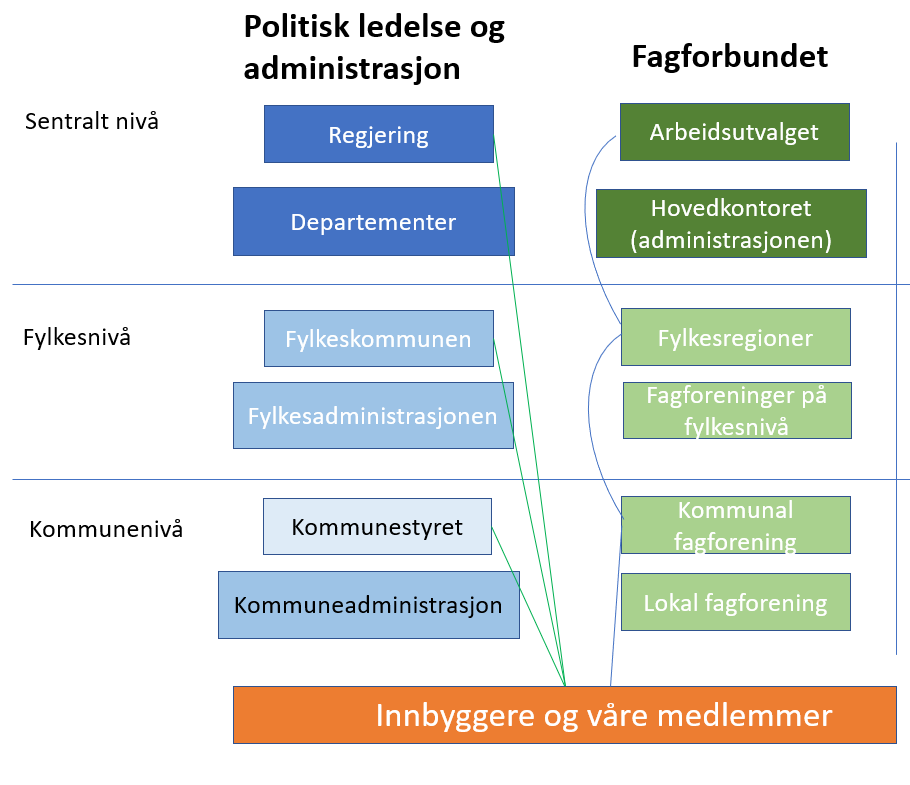 Politisk ledelse og
administrasjon
Fagforbundet
Sentralt nivå
Regjering
Arbeidsutvalget
Departementer
Hovedkontoret
(administrasjonen)
Fylkesnivå
Fylkeskommunen
Fylkesregioner
Fylkesadministrasjonen
Fagforeninger på
fylkesnivå
Kommunenivå
Kommunestyret
Kommunal
fagforening
Kommuneadministrasjon
Lokal fagforening
Innbyggere og våre medlemmer